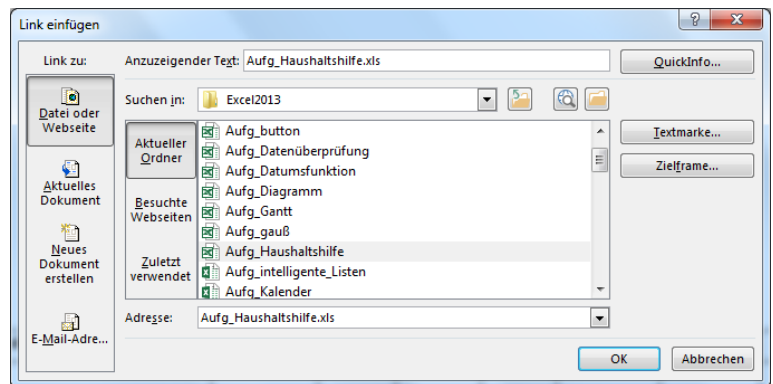 Link einfügen
Link zu:
Anzuzeigender Text: Aufg_Haushaltshilfe.xls
QuickInfo...
Datei oder
Webseite
Aktuelles
Dokument
Neues
Dokument
erstellen
E-Mail-Adre...
Suchen in: Excel2013
Aktueller
Ordner
Besuchte
Webseiten
Zuletzt
verwendet
Aufg_button
Aufg_Datenüberprüfung
Aufg_Datumsfunktion
Aufg_Diagramm
Aufg_Gantt
Aufg_gauß
Aufg_Haushaltshilfe
Aufg_intelligente_Listen
Aufg_Kalender
Textmarke...
Zielframe...
Adresse: Aufg_Haushaltshilfe.xls
OK Abbrechen